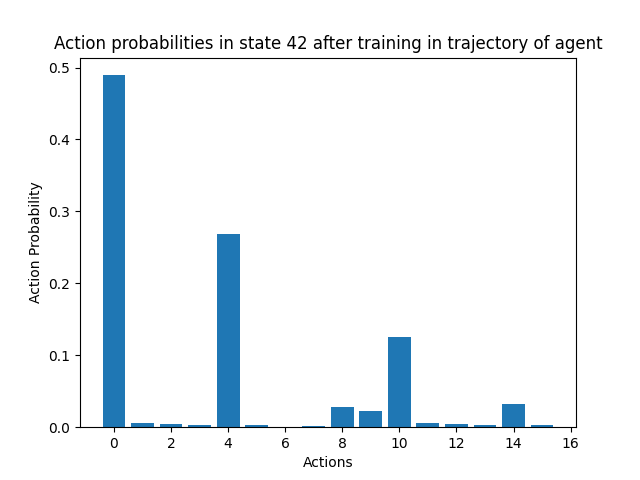 Action probabilities in state 42 after training in trajectory of agent
0.5
0.4
0.3
0.2
0.1
0.0
Action Probability
0 2 4 6 8 10 12 14 16
Actions